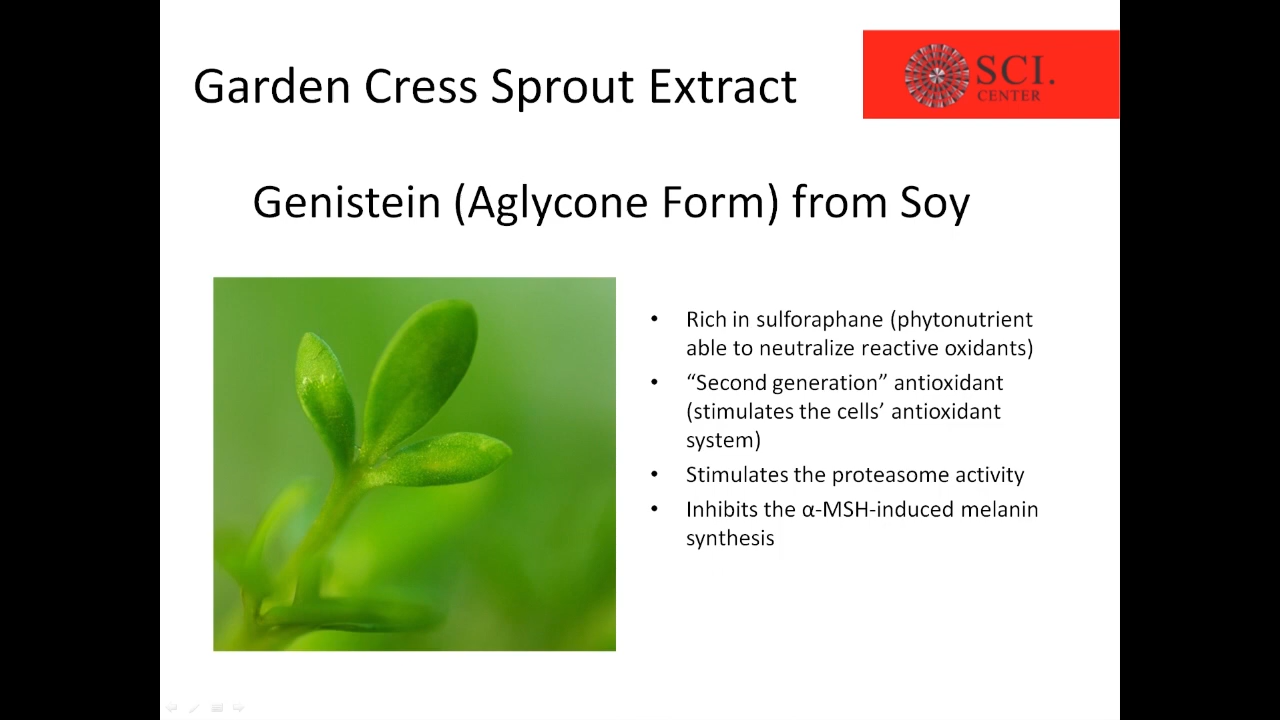 Garden Cress Sprout Extract
SCI.
CENTER
Genistein (Aglycone Form) from Soy
• Rich in sulforaphane (phytonutrient
able to neutralize reactive oxidants)
• “Second generation” antioxidant
(stimulates the cells’ antioxidant
system)
• Stimulates the proteasome activity
• Inhibits the α-MSH-induced melanin
synthesis